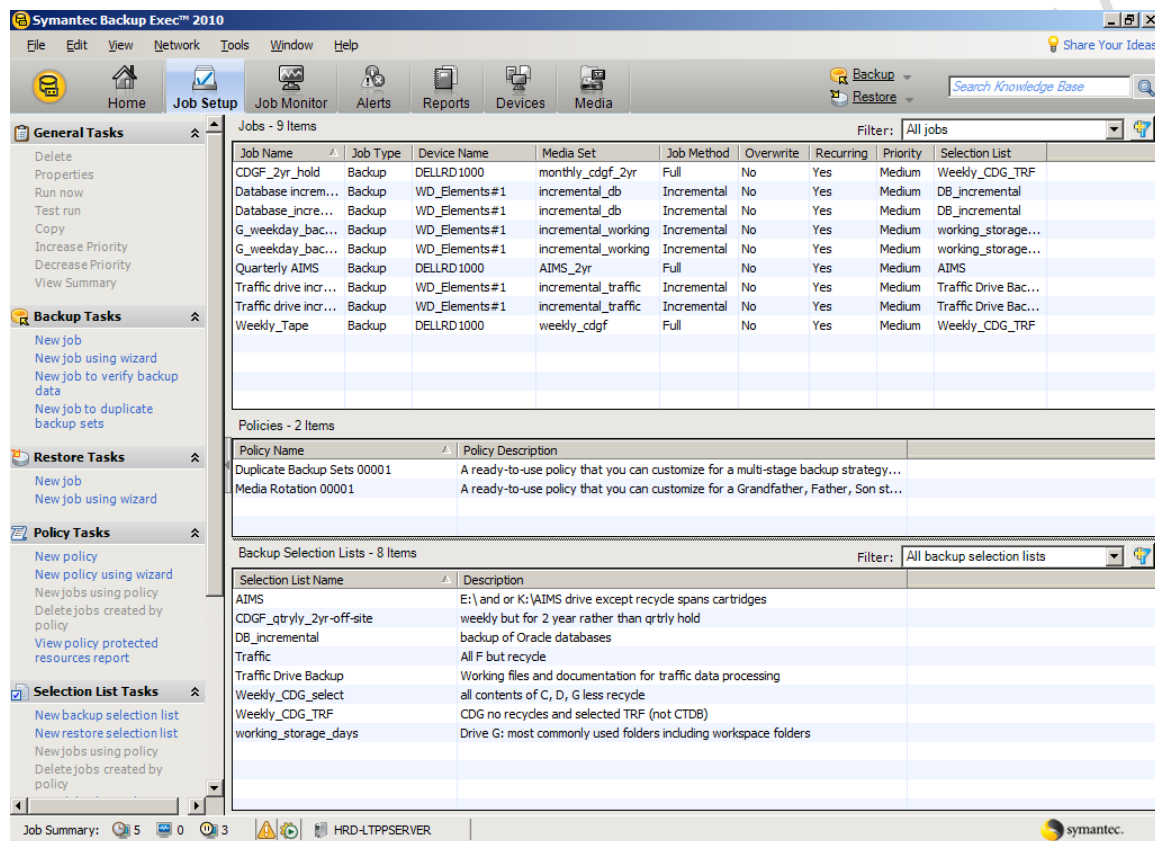 Symantec Backup Exec™ 2010
File Edit View Network Tools Window Help
Share Your Ideas
Home Job Setup Job Monitor Alerts Reports Devices Media
Backup
Restore
Search Knowledge Base
General Tasks
Delete
Properties
Run now
Test run
Copy
Increase Priority
Decrease Priority
View Summary
Backup Tasks
New job
New job using wizard
New job to verify backup
data
New job to duplicate
backup sets
Restore Tasks
New job
New job using wizard
Policy Tasks
New policy
New policy using wizard
New jobs using policy
Delete jobs created by
policy
View policy protected
resources report
Selection List Tasks
New backup selection list
New restore selection list
New jobs using policy
Delete jobs created by
policy
Jobs - 9 Items
Filter: All jobs
Job Name Job Type Device Name Media Set Job Method Overwrite Recurring Priority Selection List
CDGF_2yr_hold Backup DELLRD1000 monthly_cdgf_2yr Full No Yes Medium Weekly_CDG_TRF
Database increm... Backup WD_Elements#1 incremental_db Incremental No Yes Medium DB_incremental
Database_incre... Backup WD_Elements#1 incremental_db Incremental No Yes Medium DB_incremental
G_weekday_bac... Backup WD_Elements#1 incremental_working Incremental No Yes Medium working_storage...
G_weekday_bac... Backup WD_Elements#1 incremental_working Incremental No Yes Medium working_storage...
Quarterly AIMS Backup DELLRD1000 AIMS_2yr Full No Yes Medium AIMS
Traffic drive incr... Backup WD_Elements#1 incremental_traffic Incremental No Yes Medium Traffic Drive Bac...
Traffic drive incr... Backup WD_Elements#1 incremental_traffic Incremental No Yes Medium Traffic Drive Bac...
Weekly_Tape Backup DELLRD1000 weekly_cdgf Full No Yes Medium Weekly_CDG_TRF
Policies - 2 Items
Policy Name Policy Description
Duplicate Backup Sets 00001 A ready-to-use policy that you can customize for a multi-stage backup strategy...
Media Rotation 00001 A ready-to-use policy that you can customize for a Grandfather, Father, Son st...
Backup Selection Lists - 8 Items
Filter: All backup selection lists
Selection List Name Description
AIMS E:\ and or K:\AIMS drive except recycle spans cartridges
CDGF_qtryly_2yr-off-site weekly but for 2 year rather than qrtrly hold
DB_incremental backup of Oracle databases
Traffic All F but recycle
Traffic Drive Backup Working files and documentation for traffic data processing
Weekly_CDG_select all contents of C, D, G less recycle
Weekly_CDG_TRF CDG no recycles and selected TRF (not CTDB)
working_storage_days Drive G: most commonly used folders including workspace folders
Job Summary: 5 0 3 HRD-LTPPSERVER
symantec.